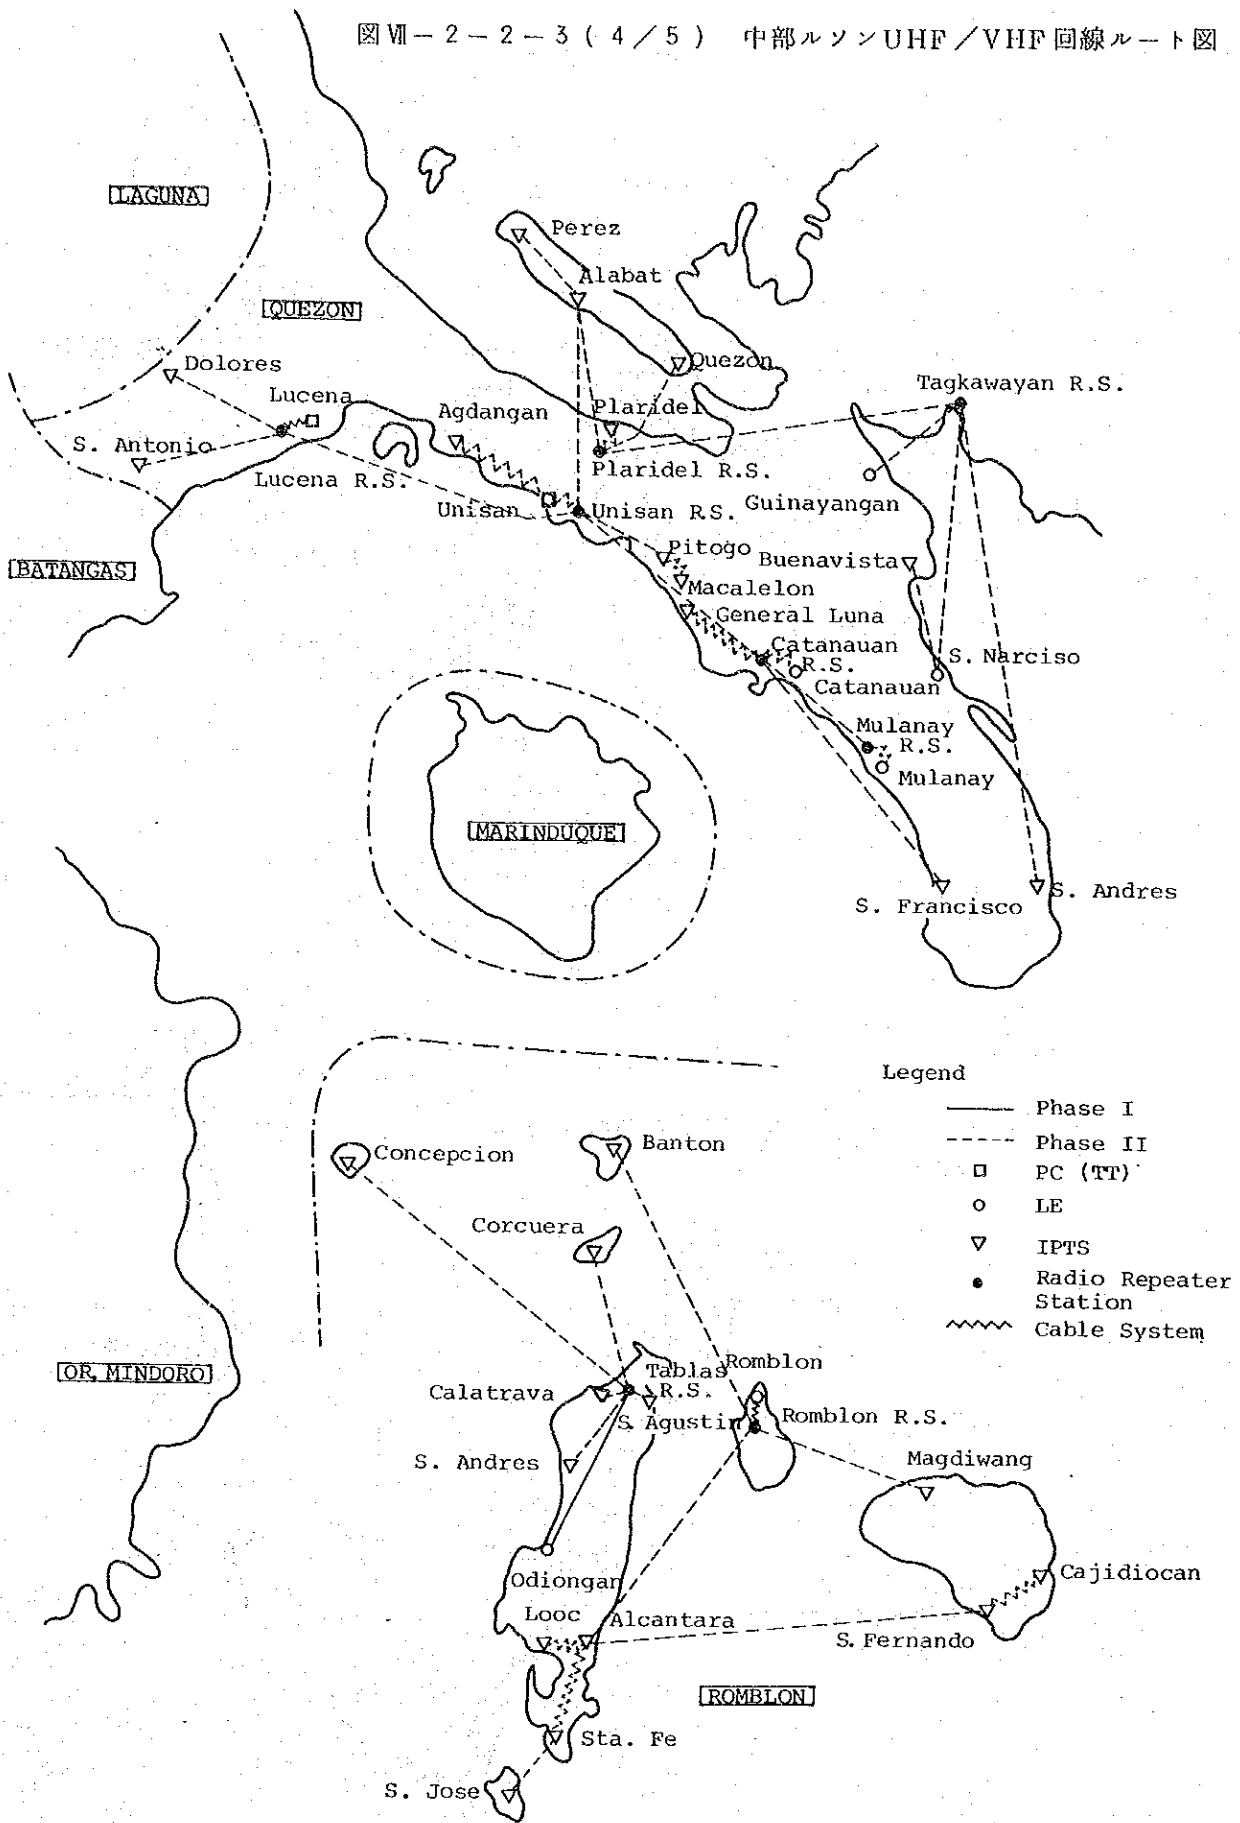 図Ⅶ-2-2-3(4/5) 中部ルソンUHF/VHF回線ルート図
LAGUNA
Perez
Alabat
QUEZON
Dolores
Quezon
Tagkawayan R.S.
Lucena
Agdangan
Plaridel
S. Antonio
Plaridel R.S.
Lucena R.S.
Unisan
Unisan R.S.
Guinayangan
BATANGAS
Pitogo
Buenavista
Macalelon
General Luna
Catanauan
R.S.
S. Narciso
Catanauan
Mulanay
R.S.
Mulanay
MARINDUQUE
S. Francisco
S. Andres
Legend
Phase I
Phase II
PC (TT)
LE
IPTS
Radio Repeater
Station
Cable System
Concepcion
Banton
Corcuera
OR. MINDORO
Tablas
R.S.
Romblon
Calatrava
S. Agustin
Romblon R.S.
S. Andres
Magdiwang
Odiongan
Cajidiocan
Looc
Alcantara
S. Fernando
ROMBLON
Sta. Fe
S. Jose